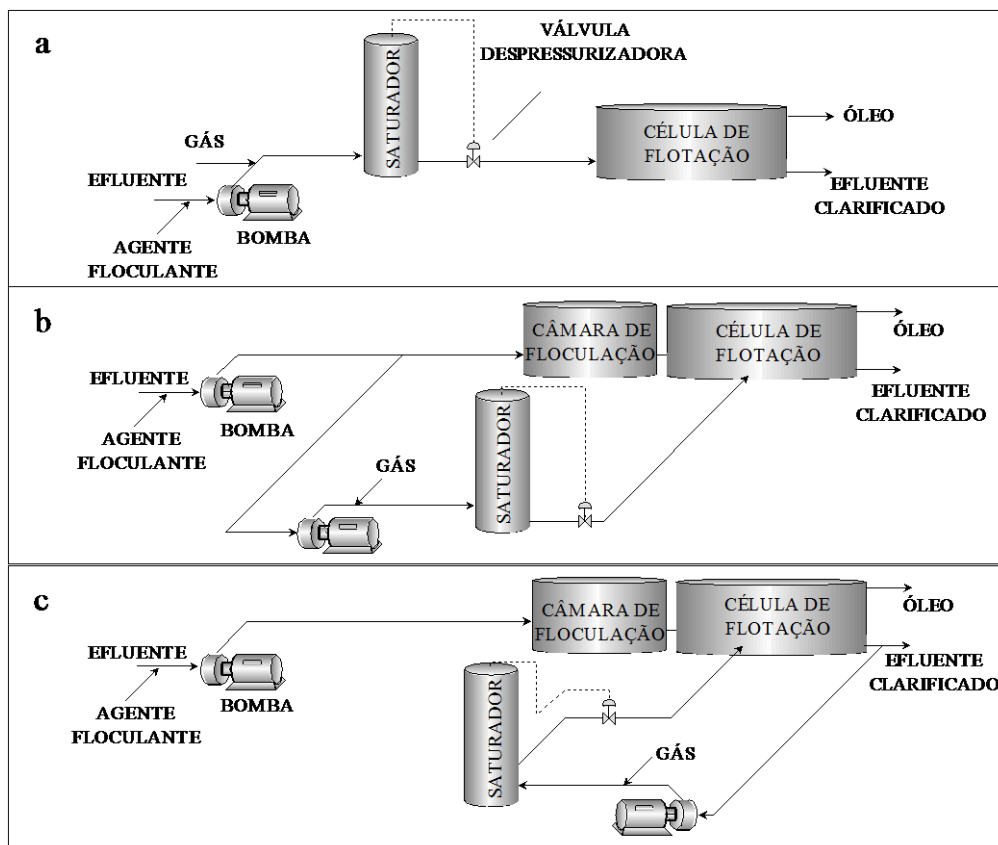 a
VÁLVULA
DESPRESSURIZADORA
SATURADOR
GÁS
EFLUENTE
AGENTE
FLOCULANTE
BOMBA
CÉLULA DE
FLOTAÇÃO
ÓLEO
EFLUENTE
CLARIFICADO
b
EFLUENTE
AGENTE
FLOCULANTE
BOMBA
GÁS
SATURADOR
CÂMARA DE
FLOCULAÇÃO
CÉLULA DE
FLOTAÇÃO
ÓLEO
EFLUENTE
CLARIFICADO
c
EFLUENTE
AGENTE
FLOCULANTE
BOMBA
SATURADOR
CÂMARA DE
FLOCULAÇÃO
CÉLULA DE
FLOTAÇÃO
ÓLEO
EFLUENTE
CLARIFICADO
GÁS